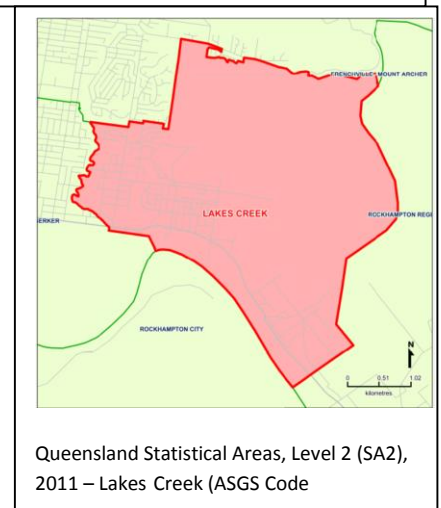 FRENCHVILLE MOUNT ARCHER
LAKES CREEK
ERKER
ROCKHAMPTON REGI
ROCKHAMPTON CITY
N
0 0.51 1.02
kilometres
Queensland Statistical Areas, Level 2 (SA2),
2011 – Lakes Creek (ASGS Code